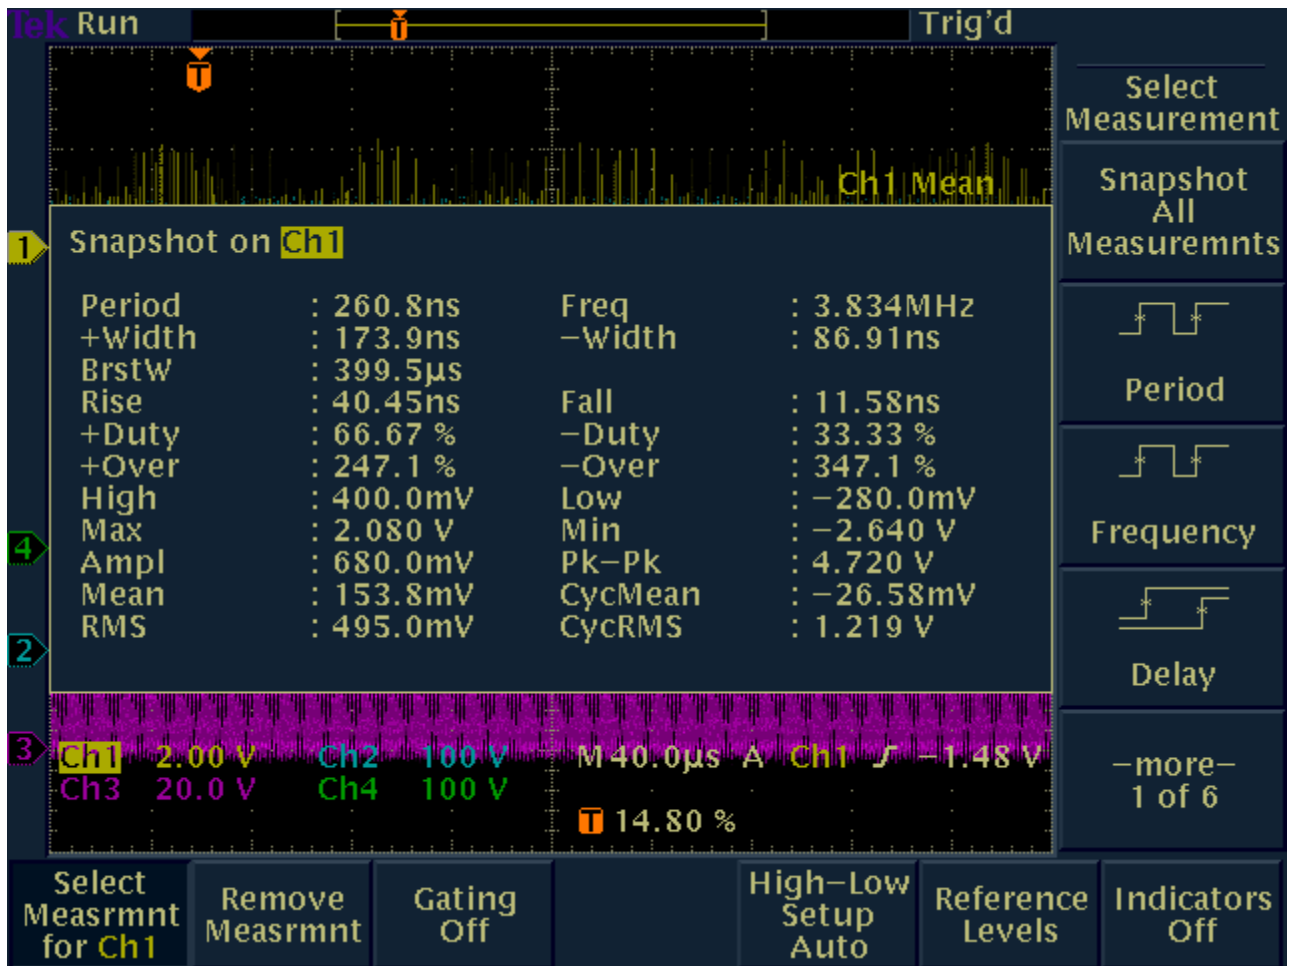 Tek Run Trig'd
T
T
Select
Measurement
Ch1 Mean
Snapshot
All
Measuremnts
1
Snapshot on Ch1
Period : 260.8ns Freq : 3.834MHz
+Width : 173.9ns −Width : 86.91ns
BrstW : 399.5µs
Rise : 40.45ns Fall : 11.58ns
+Duty : 66.67 % −Duty : 33.33 %
+Over : 247.1 % −Over : 347.1 %
High : 400.0mV Low : −280.0mV
Max : 2.080 V Min : −2.640 V
Ampl : 680.0mV Pk−Pk : 4.720 V
Mean : 153.8mV CycMean : −26.58mV
RMS : 495.0mV CycRMS : 1.219 V
Period
Frequency
Delay
−more−
1 of 6
4
2
3
Ch1 2.00 V Ch2 100 V M 40.0µs A Ch1 −1.48 V
Ch3 20.0 V Ch4 100 V
T 14.80 %
Select
Measrmnt
for Ch1
Remove
Measrmnt
Gating
Off
High−Low
Setup
Auto
Reference
Levels
Indicators
Off